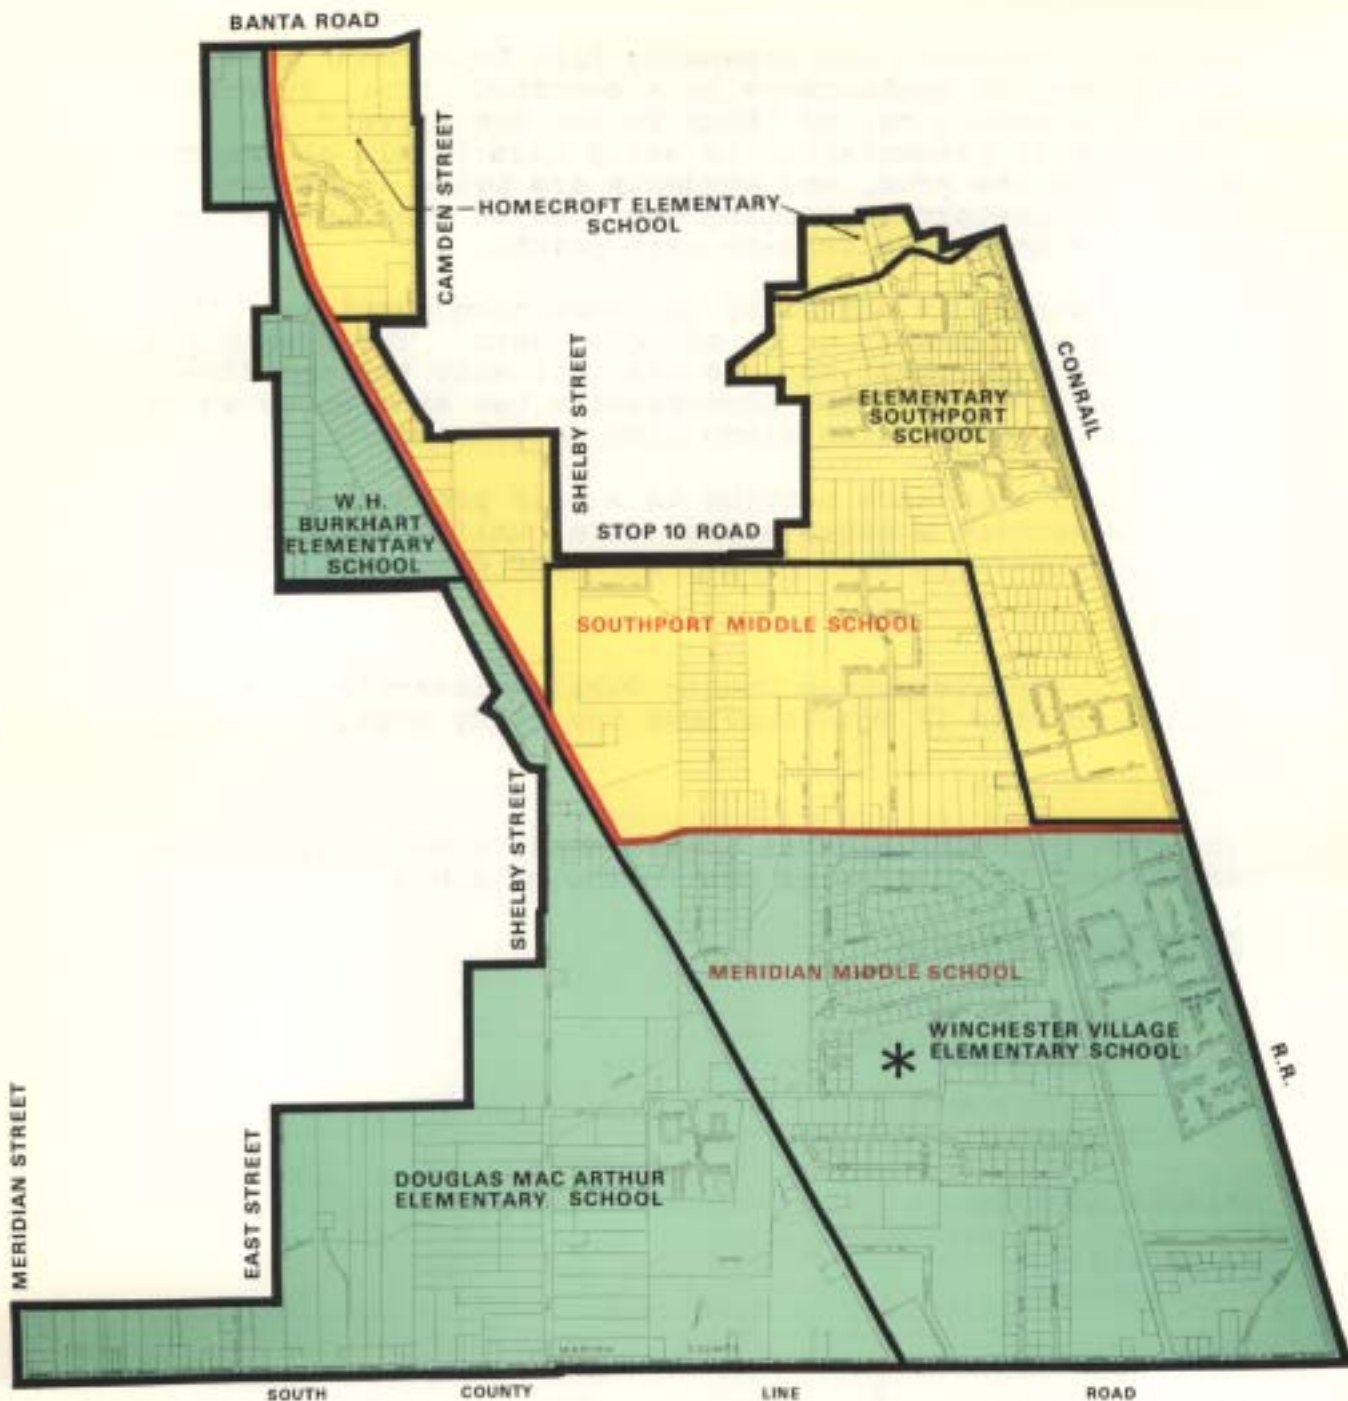 BANTA ROAD
CAMDEN STREET
HOMECROFT ELEMENTARY
SCHOOL
SHELBY STREET
CONRAIL
ELEMENTARY
SOUTHPORT
SCHOOL
W.H.
BURKHART
ELEMENTARY
SCHOOL
STOP 10 ROAD
SOUTHPORT MIDDLE SCHOOL
SHELBY STREET
MERIDIAN MIDDLE SCHOOL
WINCHESTER VILLAGE
ELEMENTARY SCHOOL
*
R.R.
MERIDIAN STREET
EAST STREET
DOUGLAS MAC ARTHUR
ELEMENTARY. SCHOOL
MARION COUNTY
SOUTH COUNTY LINE ROAD